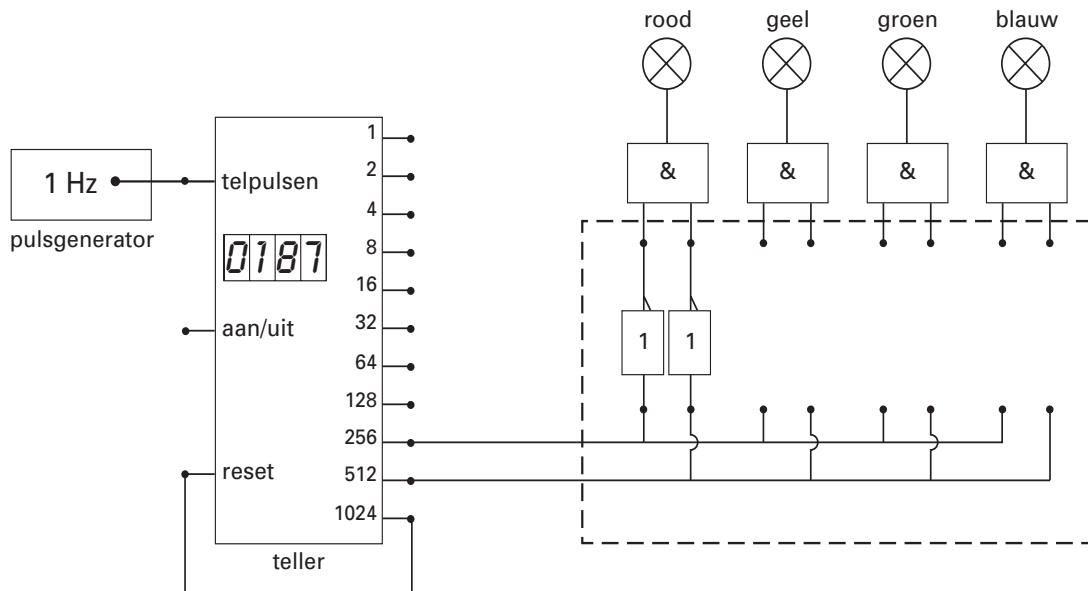 rood geel groen blauw
& & & &
1 Hz
pulsgenerator
telpulsen
0187
aan/uit
reset
1
2
4
8
16
32
64
128
256
512
1024
teller
1 1